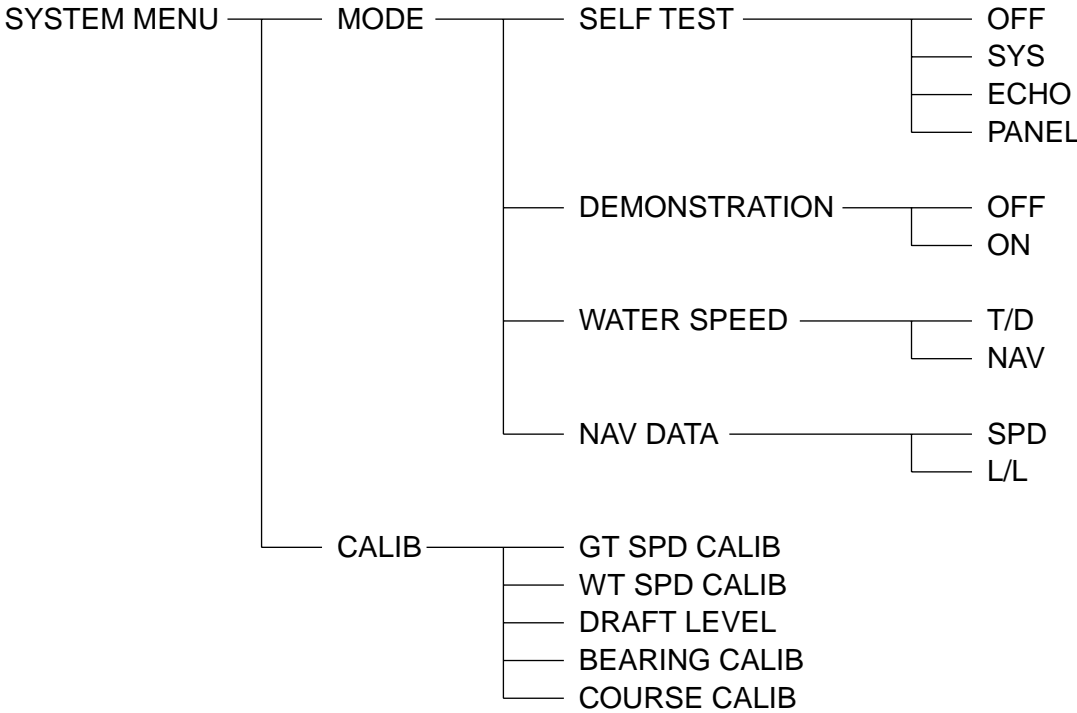 SYSTEM MENU MODE SELF TEST OFF
SYS
ECHO
PANEL
DEMONSTRATION OFF
ON
WATER SPEED T/D
NAV
NAV DATA SPD
L/L
CALIB GT SPD CALIB
WT SPD CALIB
DRAFT LEVEL
BEARING CALIB
COURSE CALIB